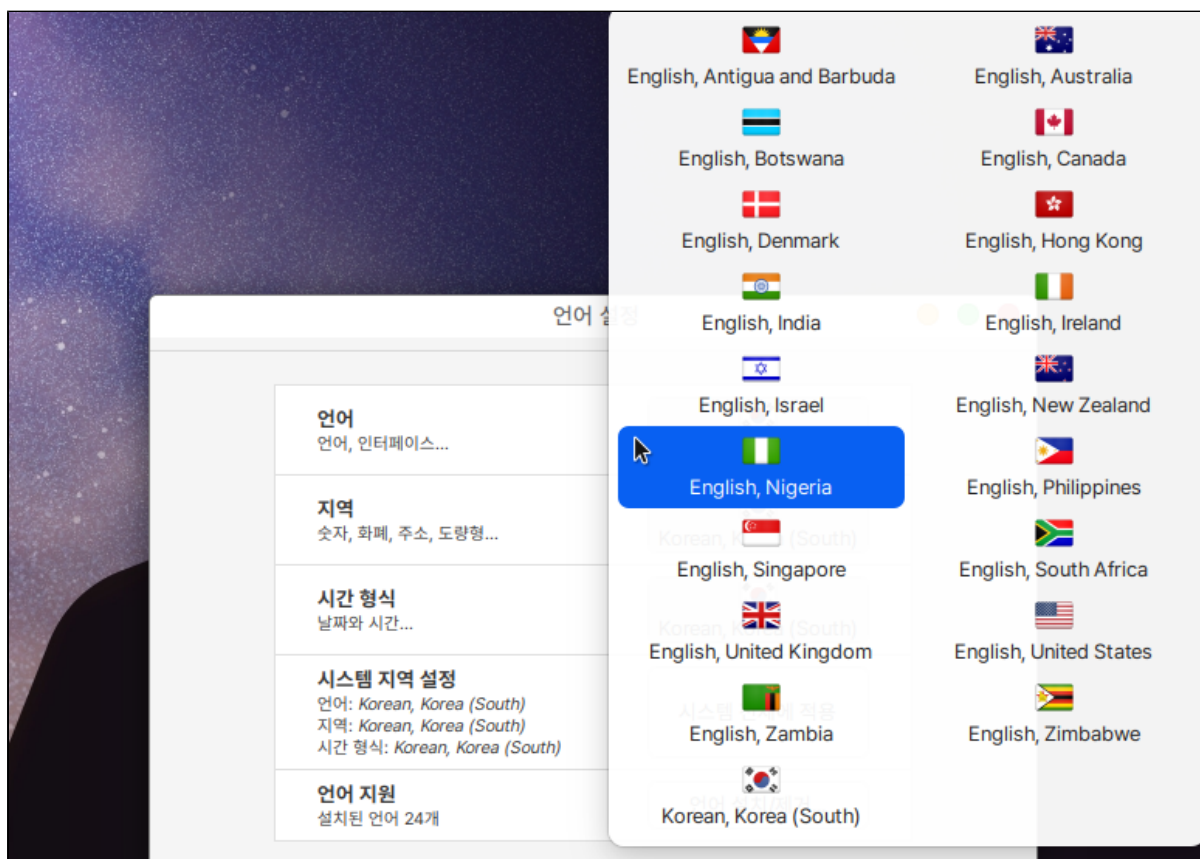 English, Antigua and Barbuda
English, Australia
English, Botswana
English, Canada
English, Denmark
English, Hong Kong
English, India
English, Ireland
English, Israel
English, New Zealand
English, Nigeria
English, Philippines
English, Singapore
English, South Africa
English, United Kingdom
English, United States
English, Zambia
English, Zimbabwe
Korean, Korea (South)
언어 설정
언어
언어, 인터페이스...
지역
숫자, 화폐, 주소, 도량형...
Korean, Korea (South)
시간 형식
날짜와 시간...
Korean, Korea (South)
시스템 지역 설정
언어: Korean, Korea (South)
지역: Korean, Korea (South)
시간 형식: Korean, Korea (South)
언어 지원
설치된 언어 24개